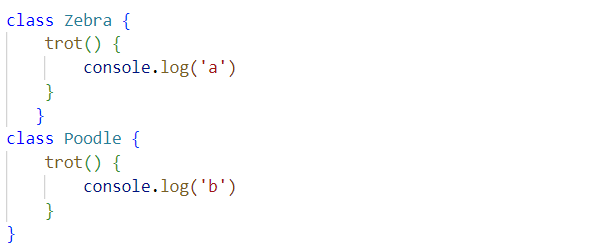 class Zebra {
    trot() {
        console.log('a')
    }
   }
class Poodle {
    trot() {
        console.log('b')
    }
}